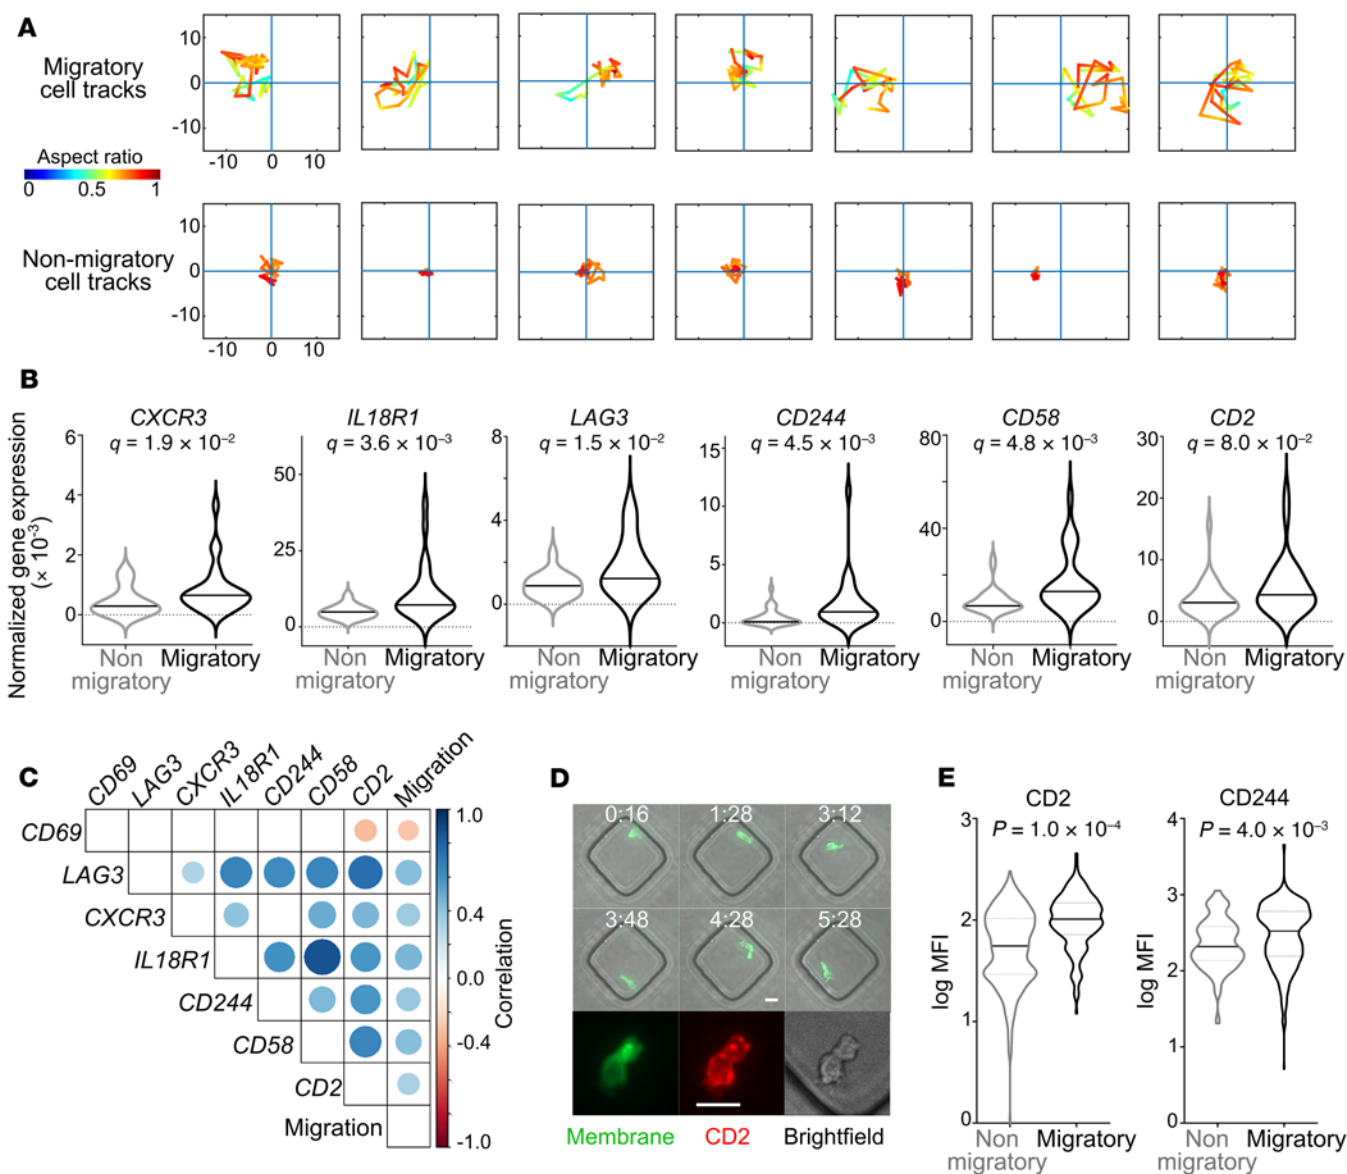 A
Migratory
cell tracks
10
0
-10
-10 0 10
Aspect ratio
0 0.5 1
Non-migratory
cell tracks
10
0
-10
-10 0 10
B
Normalized gene expression
(× 10-3)
CXCR3
q = 1.9 × 10–2
6
4
2
0
Non
migratory
Migratory
IL18R1
q = 3.6 × 10–3
50
25
0
Non
migratory
Migratory
LAG3
q = 1.5 × 10–2
8
4
0
Non
migratory
Migratory
CD244
q = 4.5 × 10–3
15
10
5
0
Non
migratory
Migratory
CD58
q = 4.8 × 10–3
80
40
0
Non
migratory
Migratory
CD2
q = 8.0 × 10–2
30
20
10
0
Non
migratory
Migratory
C
CD69 LAG3 CXCR3 IL18R1 CD244 CD58 CD2 Migration
CD69
LAG3
CXCR3
IL18R1
CD244
CD58
CD2
Migration
1.0
0.4
0.0
-0.4
-1.0
Correlation
D
0:16 1:28 3:12
3:48 4:28 5:28
Membrane CD2 Brightfield
E
CD2
P = 1.0 × 10–4
log MFI
3
2
1
0
Non
migratory
Migratory
CD244
P = 4.0 × 10–3
log MFI
4
3
2
1
0
Non
migratory
Migratory